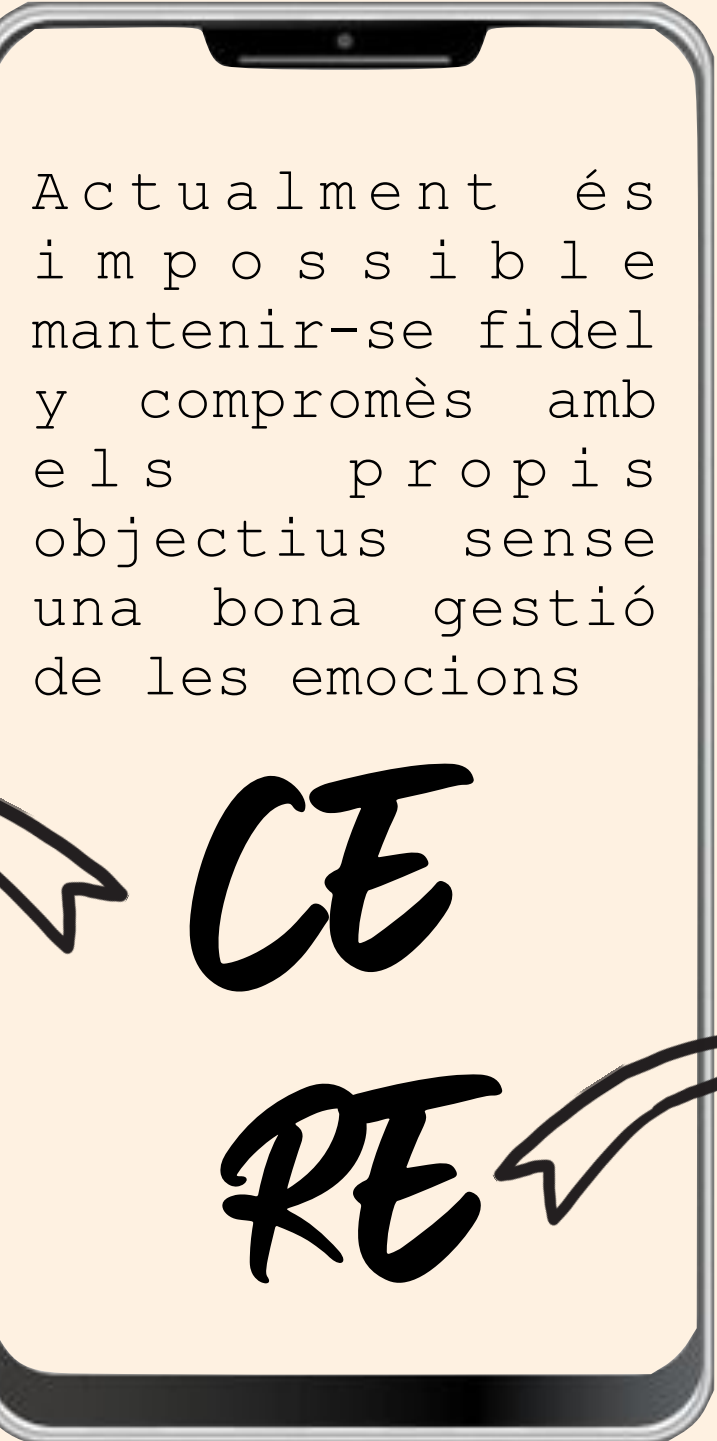 Actualment és
impossible
mantenir-se fidel
y compromès amb
els propis
objectius sense
una bona gestió
de les emocions
CE
RE